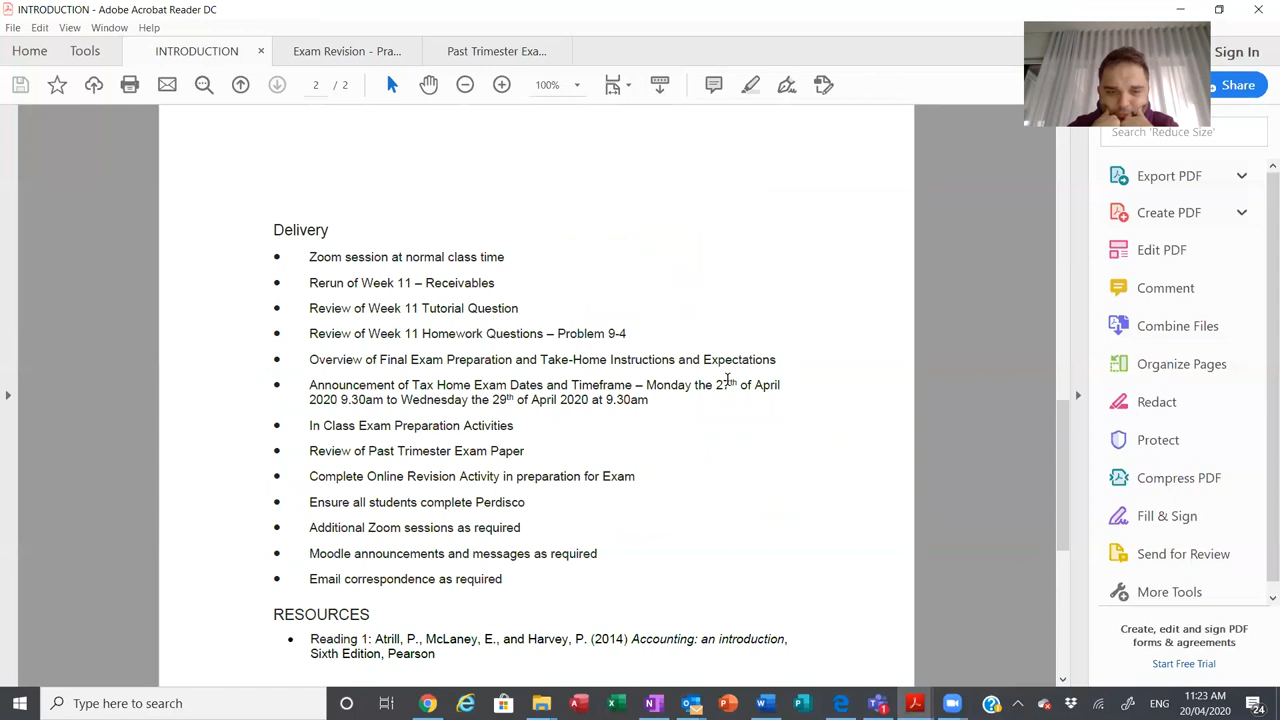 INTRODUCTION - Adobe Acrobat Reader DC
File Edit View Window Help
Home Tools INTRODUCTION × Exam Revision - Pra... Past Trimester Exa... Sign In
2 / 2 100% Share
Search 'Reduce Size'
Export PDF
Create PDF
Edit PDF
Comment
Combine Files
Organize Pages
Redact
Protect
Compress PDF
Fill & Sign
Send for Review
More Tools
Create, edit and sign PDF
forms & agreements
Start Free Trial
Delivery
• Zoom session at normal class time
• Rerun of Week 11 – Receivables
• Review of Week 11 Tutorial Question
• Review of Week 11 Homework Questions – Problem 9-4
• Overview of Final Exam Preparation and Take-Home Instructions and Expectations
• Announcement of Tax Home Exam Dates and Timeframe – Monday the 27th of April
2020 9.30am to Wednesday the 29th of April 2020 at 9.30am
• In Class Exam Preparation Activities
• Review of Past Trimester Exam Paper
• Complete Online Revision Activity in preparation for Exam
• Ensure all students complete Perdisco
• Additional Zoom sessions as required
• Moodle announcements and messages as required
• Email correspondence as required
RESOURCES
• Reading 1: Atrill, P., McLaney, E., and Harvey, P. (2014) Accounting: an introduction,
Sixth Edition, Pearson
Type here to search
ENG
11:23 AM
20/04/2020
24